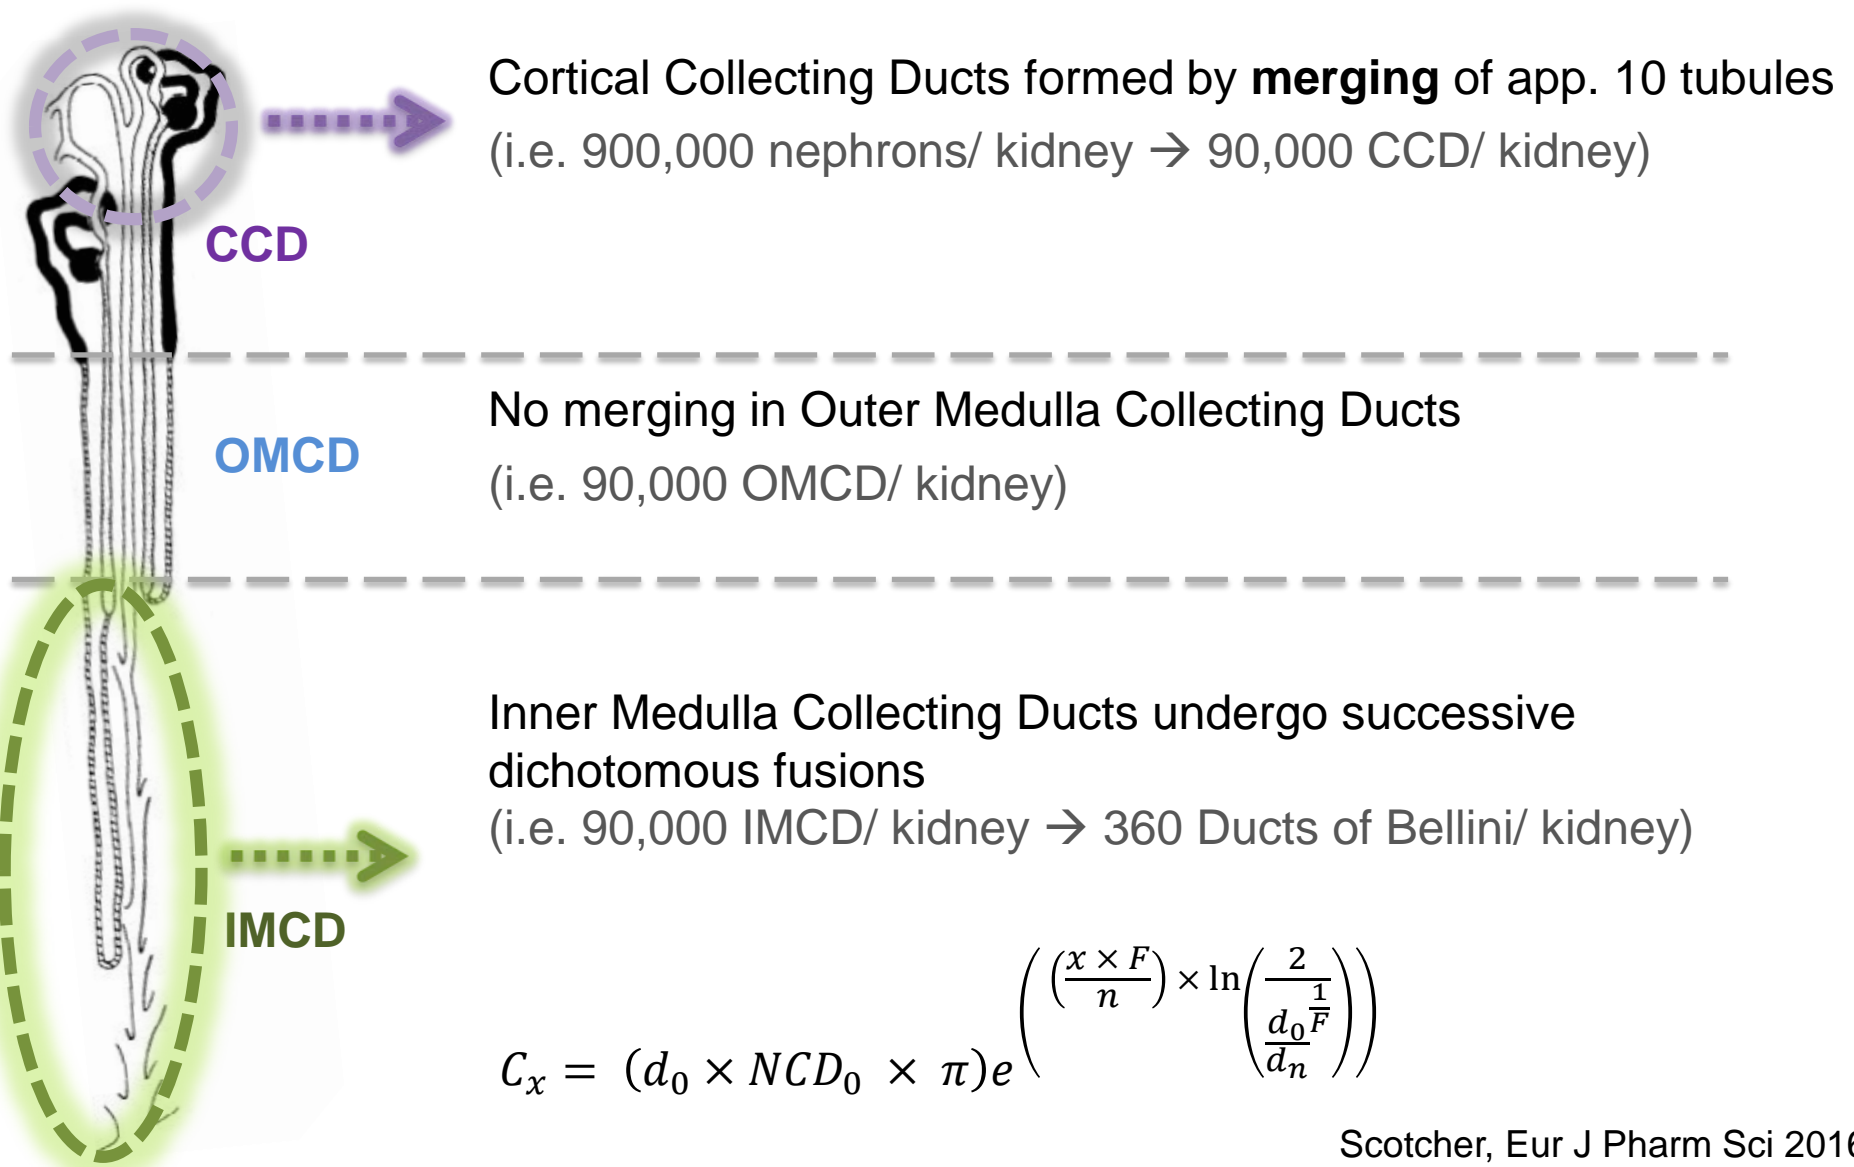 Cortical Collecting Ducts formed by merging of app. 10 tubules
(i.e. 900,000 nephrons/ kidney → 90,000 CCD/ kidney)
CCD
No merging in Outer Medulla Collecting Ducts
OMCD
(i.e. 90,000 OMCD/ kidney)
Inner Medulla Collecting Ducts undergo successive
dichotomous fusions
(i.e. 90,000 IMCD/ kidney → 360 Ducts of Bellini/ kidney)
IMCD
C_x = (d_0 × NCD_0 × π)e^{((x × F / n) × ln(2 / (d_0^{1/F} / d_n)))}
Scotcher, Eur J Pharm Sci 2016